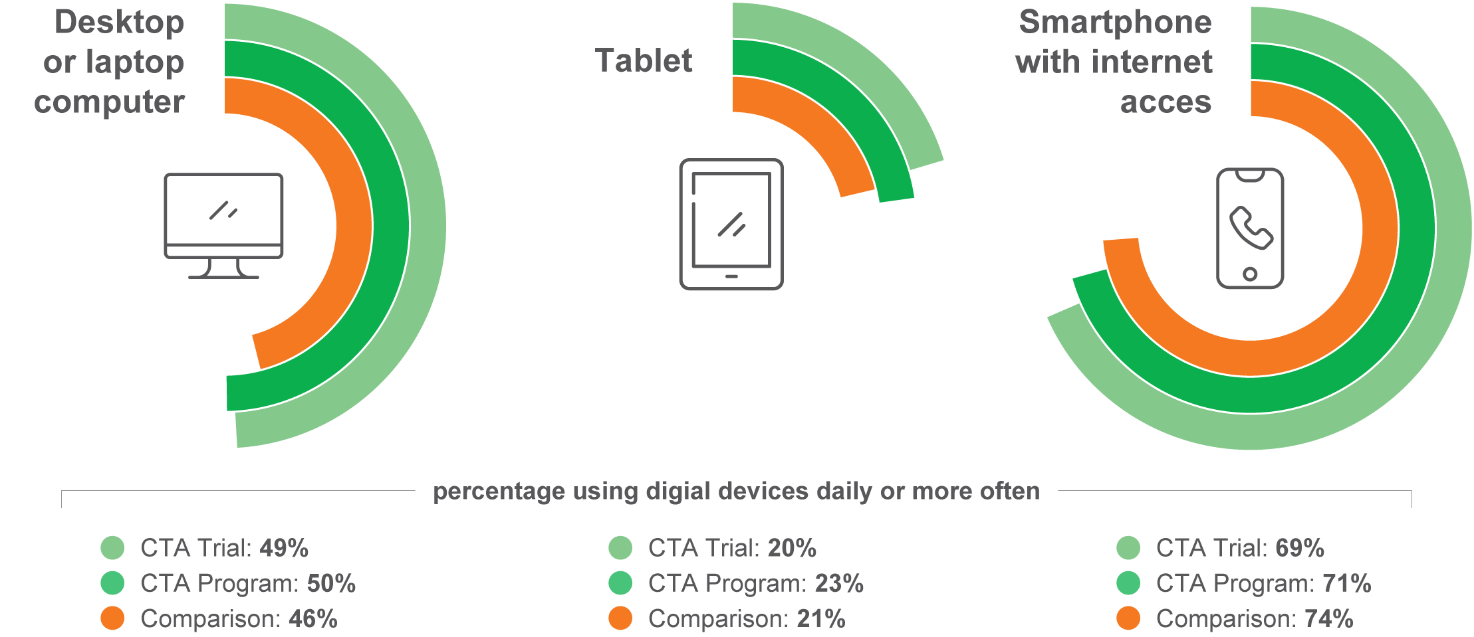 Desktop
or laptop
computer
Tablet
Smartphone
with internet
acces
percentage using digial devices daily or more often
CTA Trial: 49%
CTA Program: 50%
Comparison: 46%
CTA Trial: 20%
CTA Program: 23%
Comparison: 21%
CTA Trial: 69%
CTA Program: 71%
Comparison: 74%